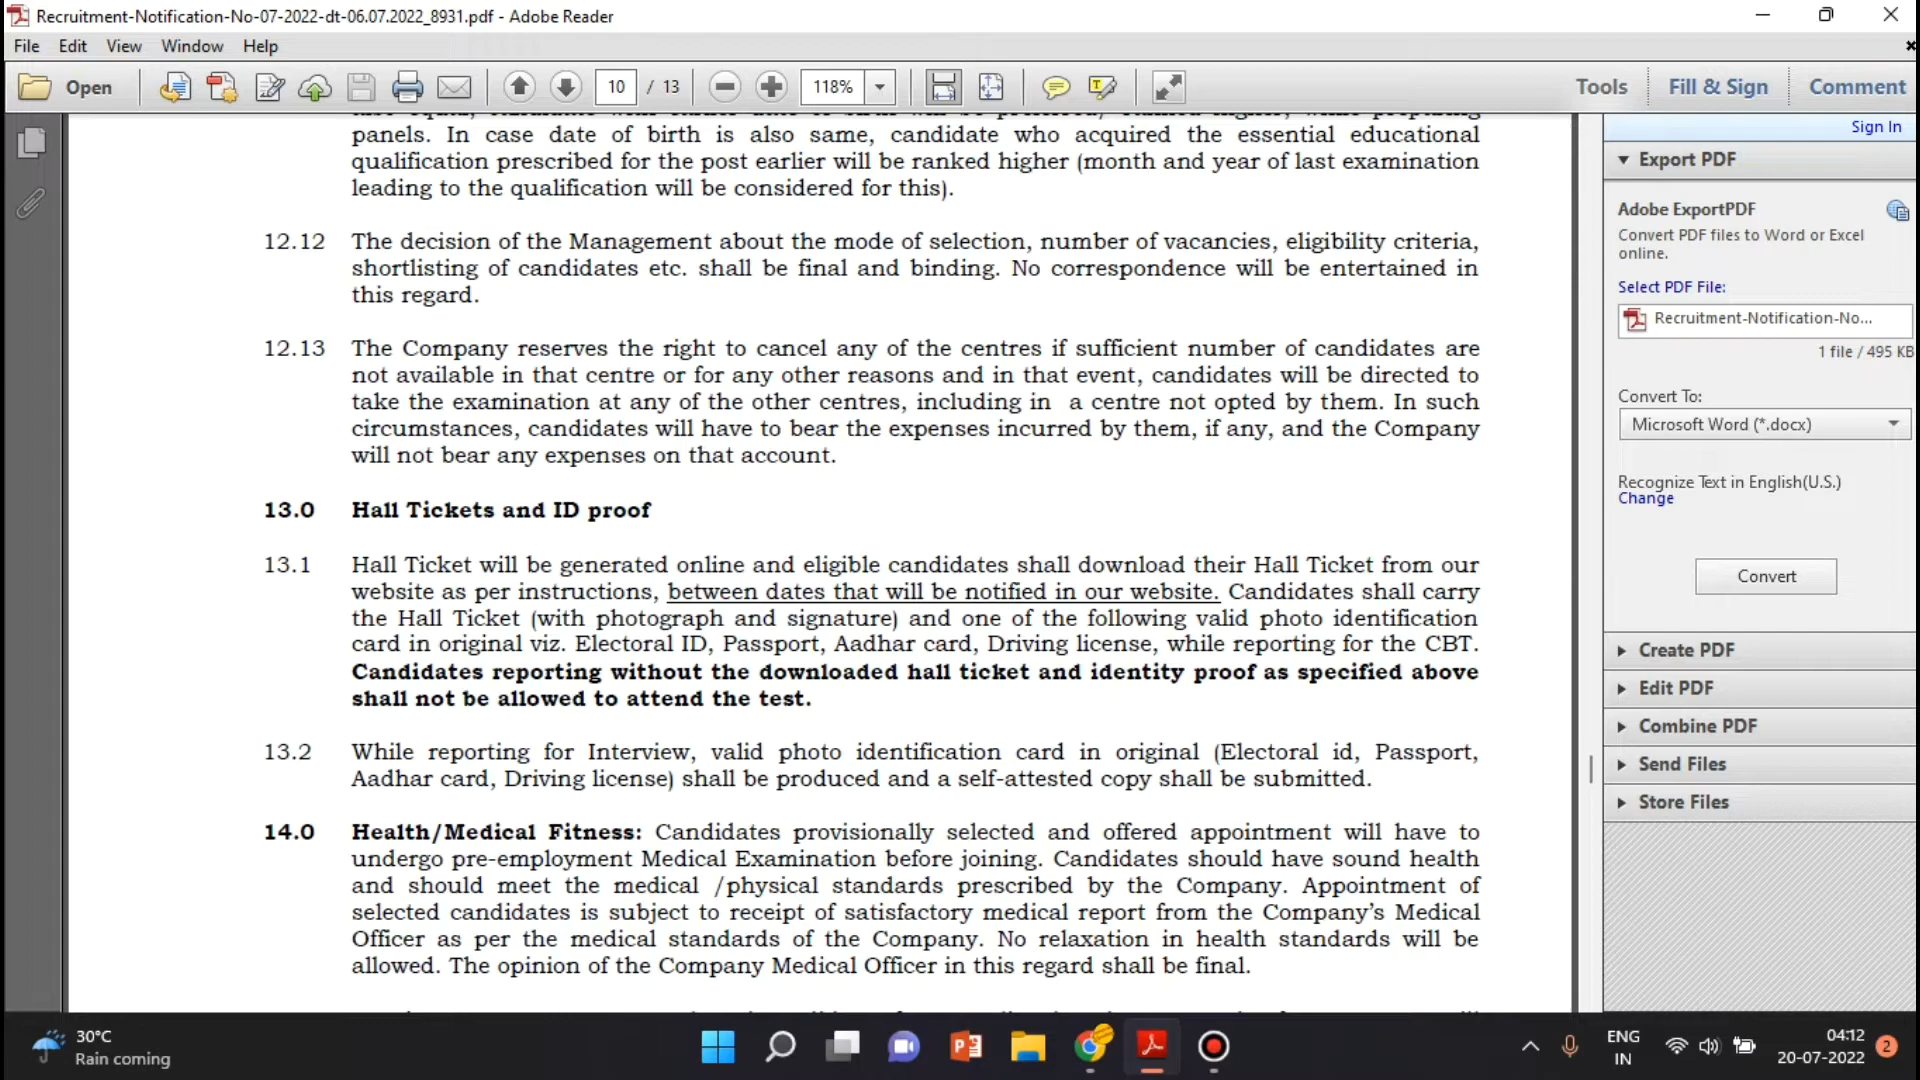 Recruitment-Notification-No-07-2022-dt-06.07.2022_8931.pdf - Adobe Reader
File Edit View Window Help
Open 10 / 13 118% Tools Fill & Sign Comment
Sign In
panels. In case date of birth is also same, candidate who acquired the essential educational
qualification prescribed for the post earlier will be ranked higher (month and year of last examination
leading to the qualification will be considered for this).
12.12 The decision of the Management about the mode of selection, number of vacancies, eligibility criteria,
shortlisting of candidates etc. shall be final and binding. No correspondence will be entertained in
this regard.
12.13 The Company reserves the right to cancel any of the centres if sufficient number of candidates are
not available in that centre or for any other reasons and in that event, candidates will be directed to
take the examination at any of the other centres, including in a centre not opted by them. In such
circumstances, candidates will have to bear the expenses incurred by them, if any, and the Company
will not bear any expenses on that account.
13.0 Hall Tickets and ID proof
13.1 Hall Ticket will be generated online and eligible candidates shall download their Hall Ticket from our
website as per instructions, between dates that will be notified in our website. Candidates shall carry
the Hall Ticket (with photograph and signature) and one of the following valid photo identification
card in original viz. Electoral ID, Passport, Aadhar card, Driving license, while reporting for the CBT.
Candidates reporting without the downloaded hall ticket and identity proof as specified above
shall not be allowed to attend the test.
13.2 While reporting for Interview, valid photo identification card in original (Electoral id, Passport,
Aadhar card, Driving license) shall be produced and a self-attested copy shall be submitted.
14.0 Health/Medical Fitness: Candidates provisionally selected and offered appointment will have to
undergo pre-employment Medical Examination before joining. Candidates should have sound health
and should meet the medical /physical standards prescribed by the Company. Appointment of
selected candidates is subject to receipt of satisfactory medical report from the Company's Medical
Officer as per the medical standards of the Company. No relaxation in health standards will be
allowed. The opinion of the Company Medical Officer in this regard shall be final.
Export PDF
Adobe ExportPDF
Convert PDF files to Word or Excel
online.
Select PDF File:
Recruitment-Notification-No...
1 file / 495 KB
Convert To:
Microsoft Word (*.docx)
Recognize Text in English(U.S.)
Change
Convert
Create PDF
Edit PDF
Combine PDF
Send Files
Store Files
30°C
Rain coming
ENG
IN
04:12
20-07-2022
2